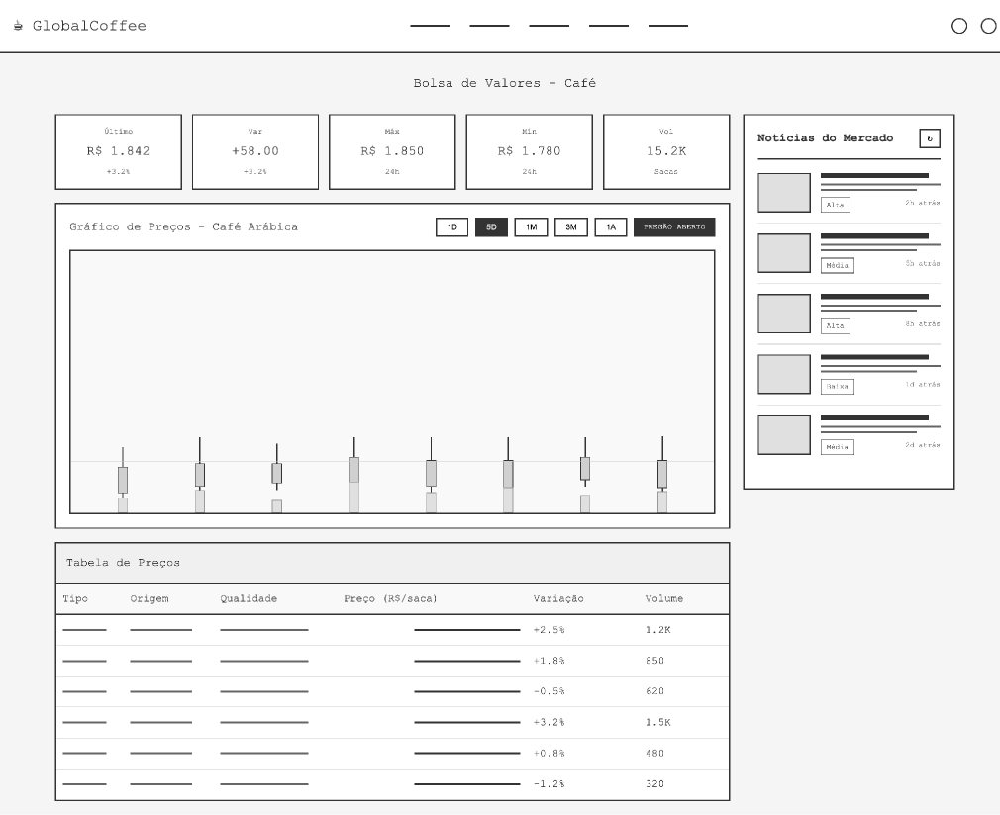 ☕ GlobalCoffee
Bolsa de Valores - Café
Último
R$ 1.842
+3.2%
Var
+58.00
+3.2%
Máx
R$ 1.850
24h
Mín
R$ 1.780
24h
Vol
15.2K
Sacas
Gráfico de Preços - Café Arábica
1D 5D 1M 3M 1A PREGÃO ABERTO
Tabela de Preços
Tipo Origem Qualidade Preço (R$/saca) Variação Volume
+2.5% 1.2K
+1.8% 850
-0.5% 620
+3.2% 1.5K
+0.8% 480
-1.2% 320
Notícias do Mercado ↻
Alta 2h atrás
Média 5h atrás
Alta 8h atrás
Baixa 1d atrás
Média 2d atrás